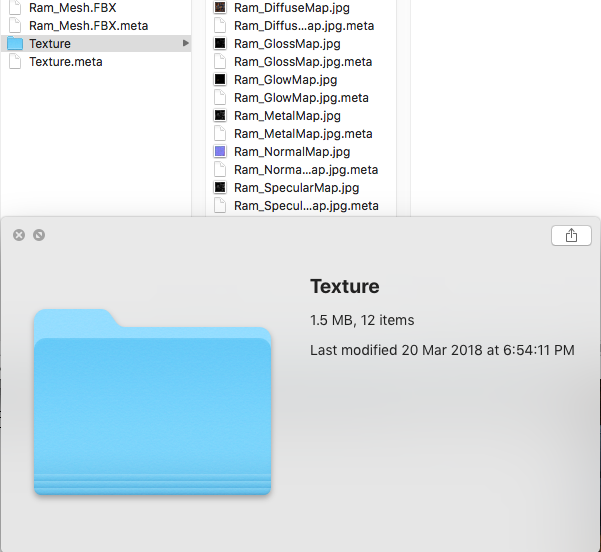 Ram_Mesh.FBX
Ram_Mesh.FBX.meta
Texture
Texture.meta
Ram_DiffuseMap.jpg
Ram_Diffus...ap.jpg.meta
Ram_GlossMap.jpg
Ram_GlossMap.jpg.meta
Ram_GlowMap.jpg
Ram_GlowMap.jpg.meta
Ram_MetalMap.jpg
Ram_MetalMap.jpg.meta
Ram_NormalMap.jpg
Ram_Norma...ap.jpg.meta
Ram_SpecularMap.jpg
Ram_Specul...ap.jpg.meta
Texture
1.5 MB, 12 items
Last modified 20 Mar 2018 at 6:54:11 PM